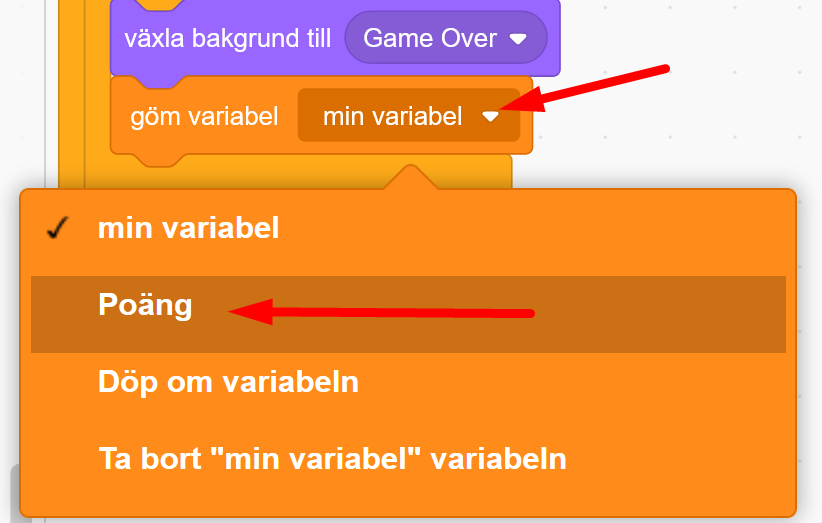 växla bakgrund till Game Over
göm variabel min variabel
min variabel
Poäng
Döp om variabeln
Ta bort "min variabel" variabeln